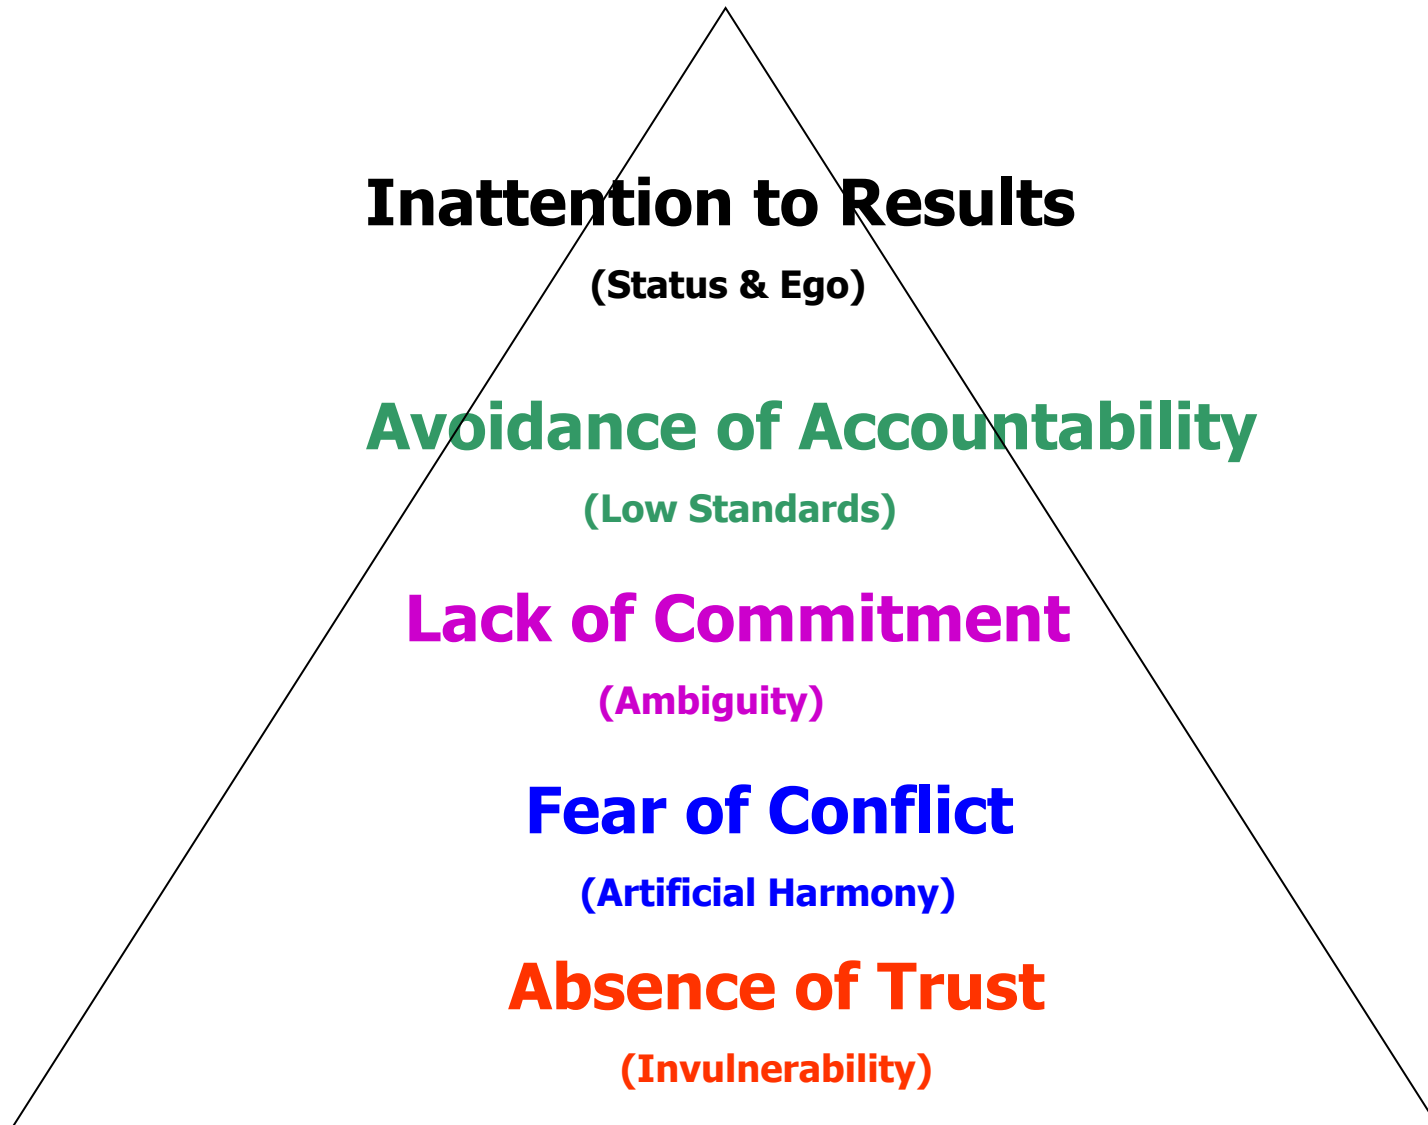 Inattention to Results
(Status & Ego)
Avoidance of Accountability
(Low Standards)
Lack of Commitment
(Ambiguity)
Fear of Conflict
(Artificial Harmony)
Absence of Trust
(Invulnerability)